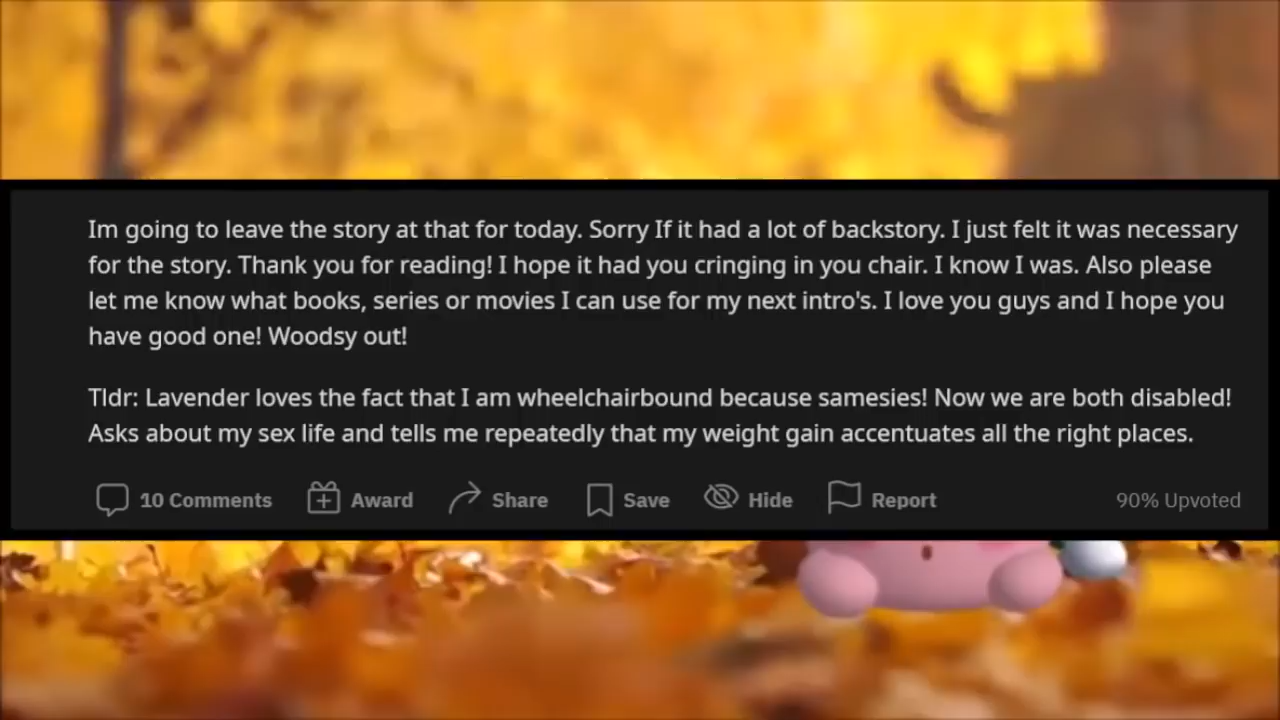 Im going to leave the story at that for today. Sorry If it had a lot of backstory. I just felt it was necessary
for the story. Thank you for reading! I hope it had you cringing in you chair. I know I was. Also please
let me know what books, series or movies I can use for my next intro's. I love you guys and I hope you
have good one! Woodsy out!
Tldr: Lavender loves the fact that I am wheelchairbound because samesies! Now we are both disabled!
Asks about my sex life and tells me repeatedly that my weight gain accentuates all the right places.
10 Comments Award Share Save Hide Report 90% Upvoted